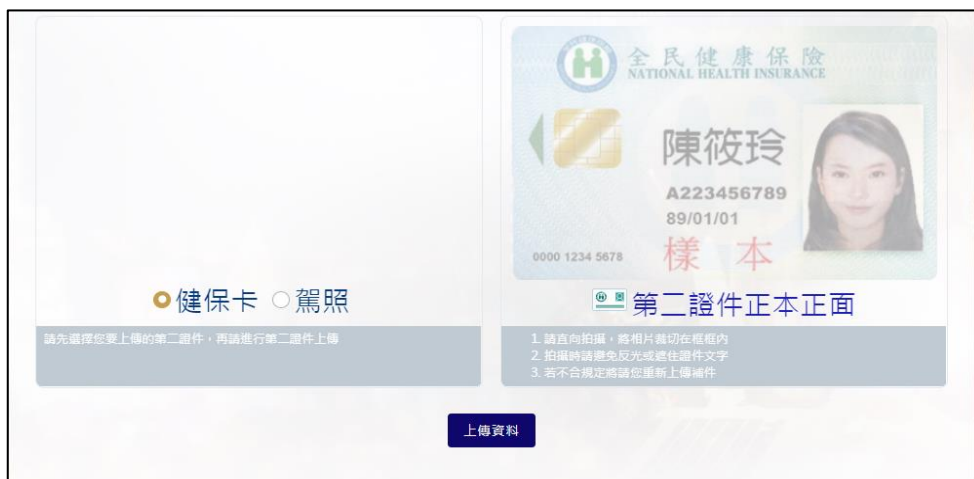 全民健康保險
NATIONAL HEALTH INSURANCE
陳筱玲
A223456789
89/01/01
0000 1234 5678
樣 本
健保卡 駕照
請先選擇您要上傳的第二證件，再請進行第二證件上傳
第二證件正本正面
1. 請直向拍攝，將相片裁切在框框內
2. 拍攝時請避免反光或遮住證件文字
3. 若不合規定將請您重新上傳補件
上傳資料